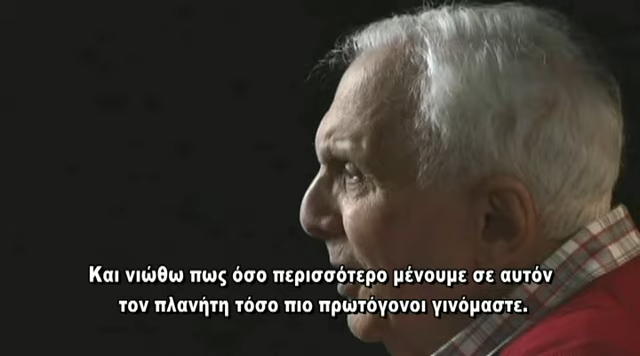 Και νιώθω πως όσο περισσότερο μένουμε σε αυτόν
τον πλανήτη τόσο πιο πρωτόγονοι γινόμαστε.